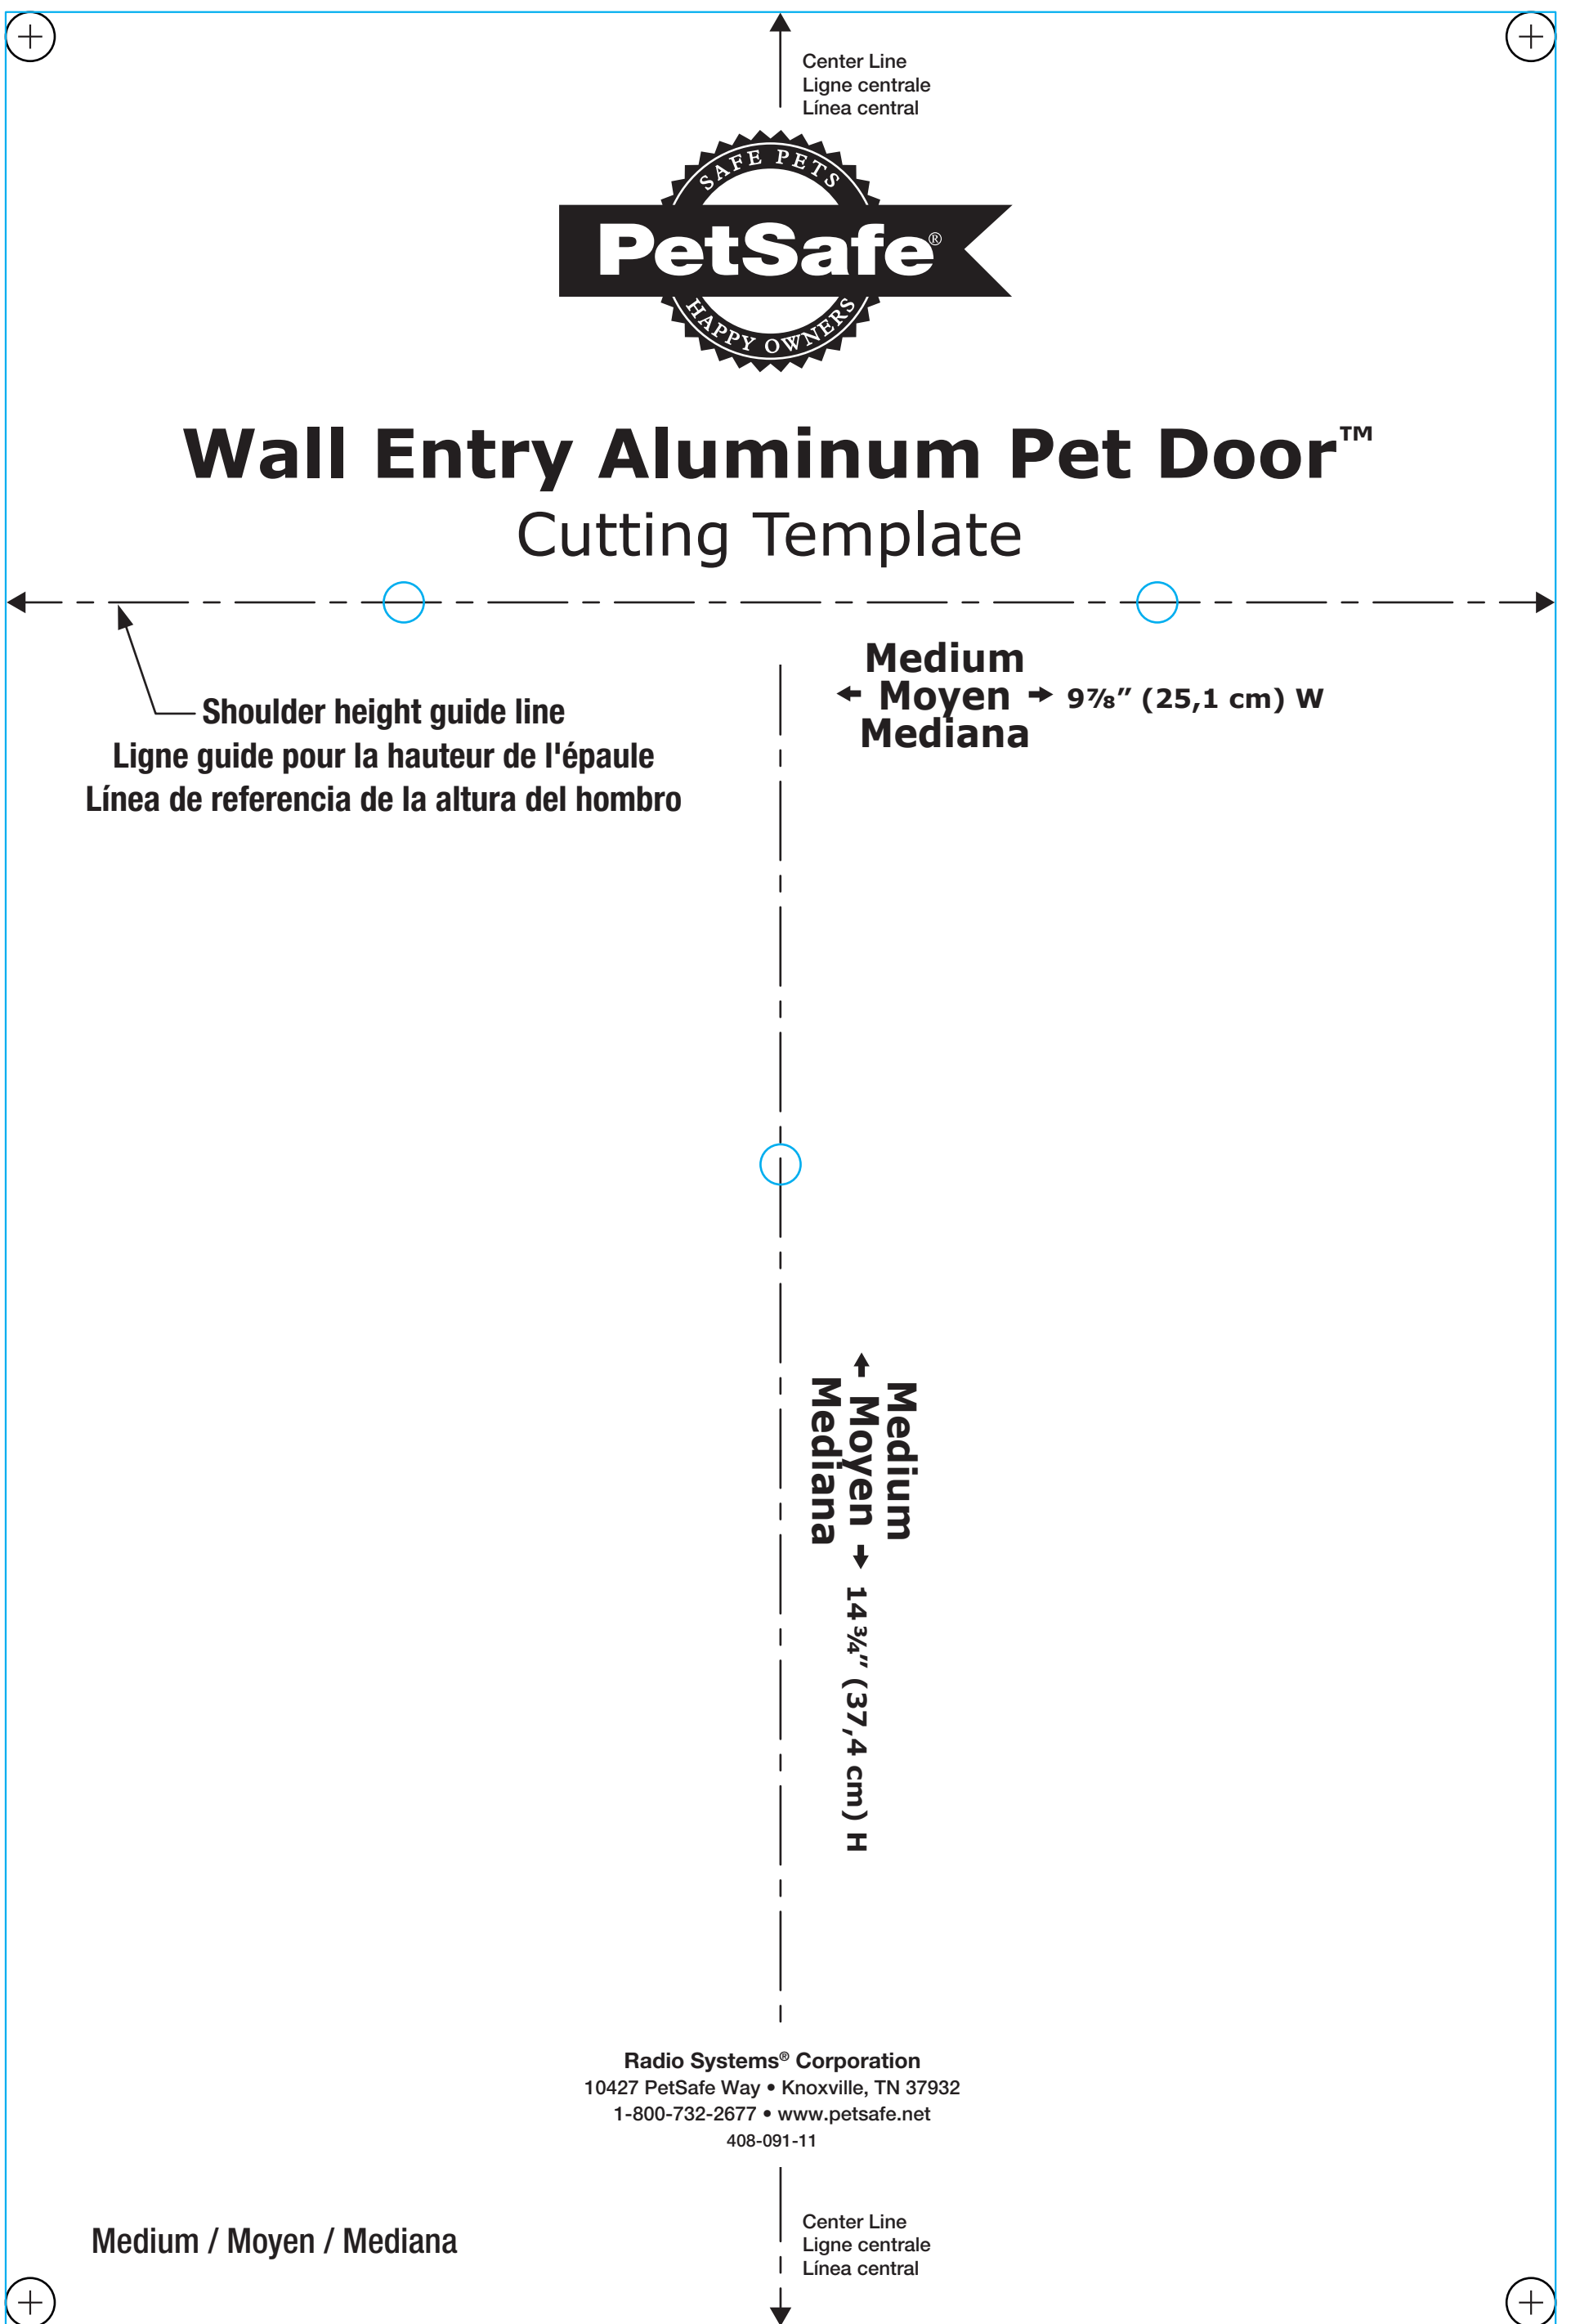 Center Line
Ligne centrale
Línea central
SAFE PETS
PetSafe®
HAPPY OWNERS
Wall Entry Aluminum Pet Door™
Cutting Template
Medium
Moyen 9⅞” (25,1 cm) W
Mediana
Shoulder height guide line
Ligne guide pour la hauteur de l'épaule
Línea de referencia de la altura del hombro
Medium
Moyen 14¾” (37,4 cm) H
Mediana
Radio Systems® Corporation
10427 PetSafe Way • Knoxville, TN 37932
1-800-732-2677 • www.petsafe.net
408-091-11
Center Line
Ligne centrale
Línea central
Medium / Moyen / Mediana